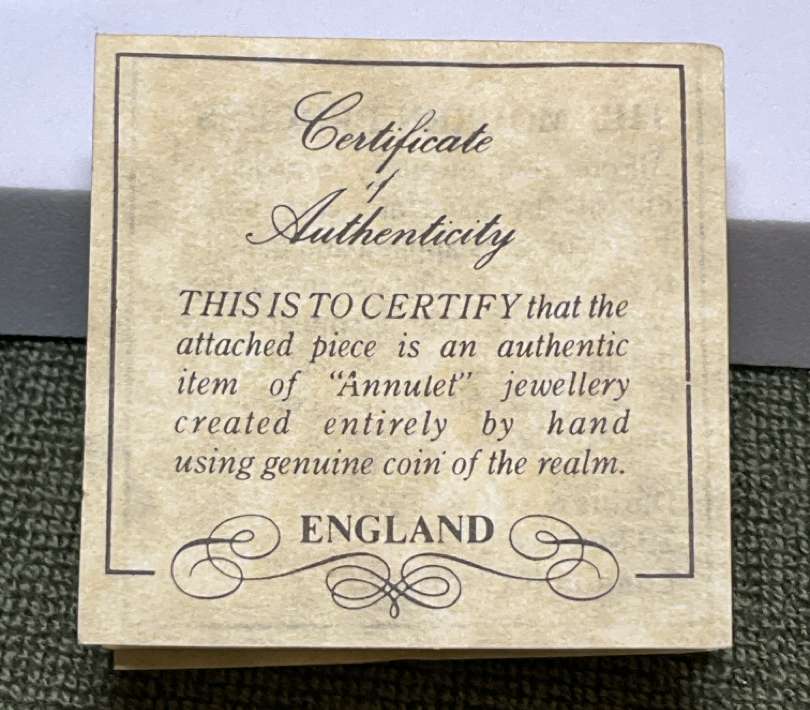 Certificate
of
Authenticity
THIS IS TO CERTIFY that the
attached piece is an authentic
item of "Annulet" jewellery
created entirely by hand
using genuine coin of the realm.
ENGLAND